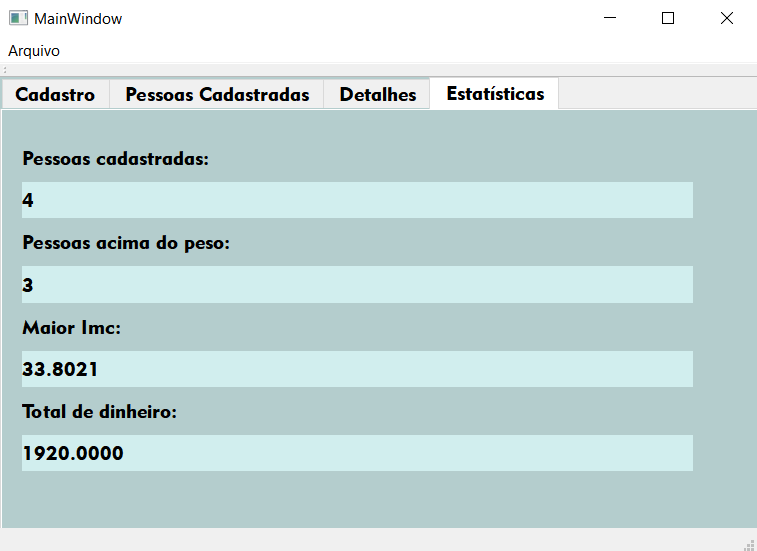 MainWindow
Arquivo
Cadastro Pessoas Cadastradas Detalhes Estatísticas
Pessoas cadastradas:
4
Pessoas acima do peso:
3
Maior Imc:
33.8021
Total de dinheiro:
1920.0000